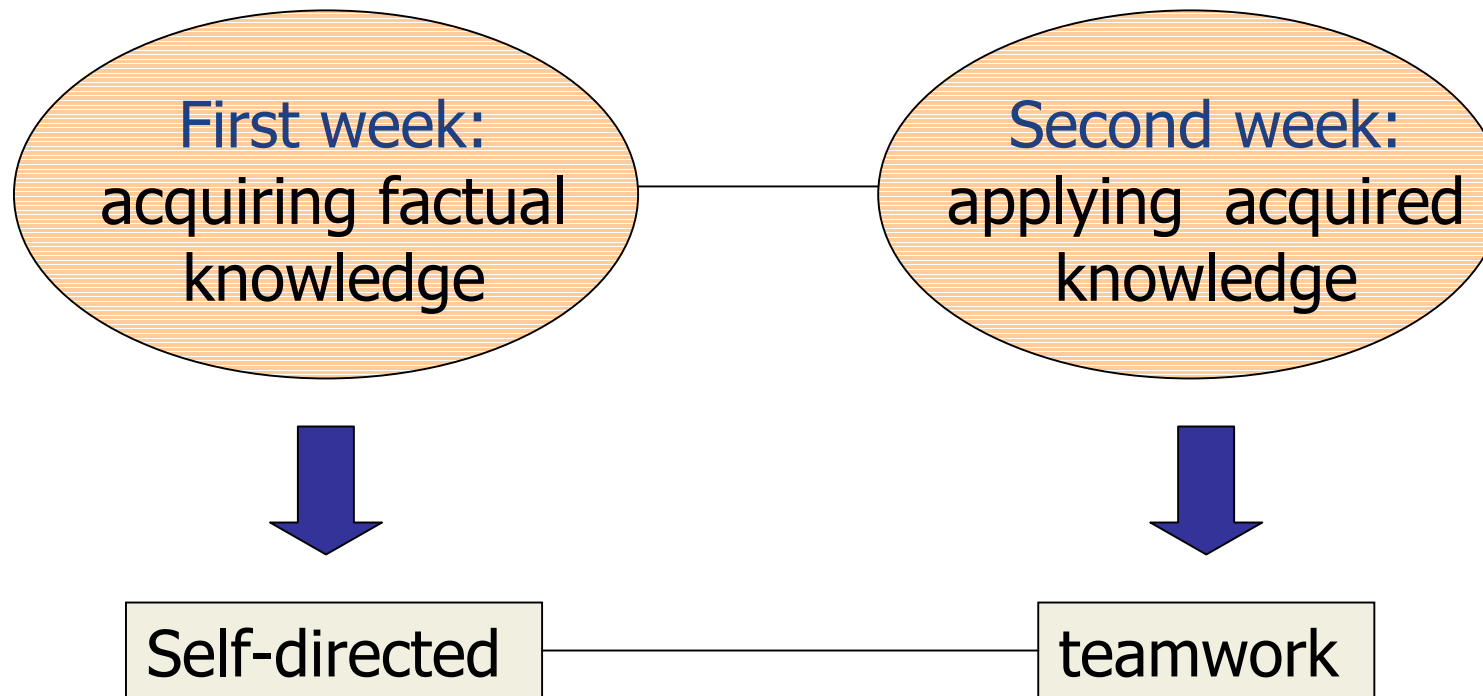 First week:
acquiring factual
knowledge
Second week:
applying  acquired
knowledge
Self-directed
teamwork